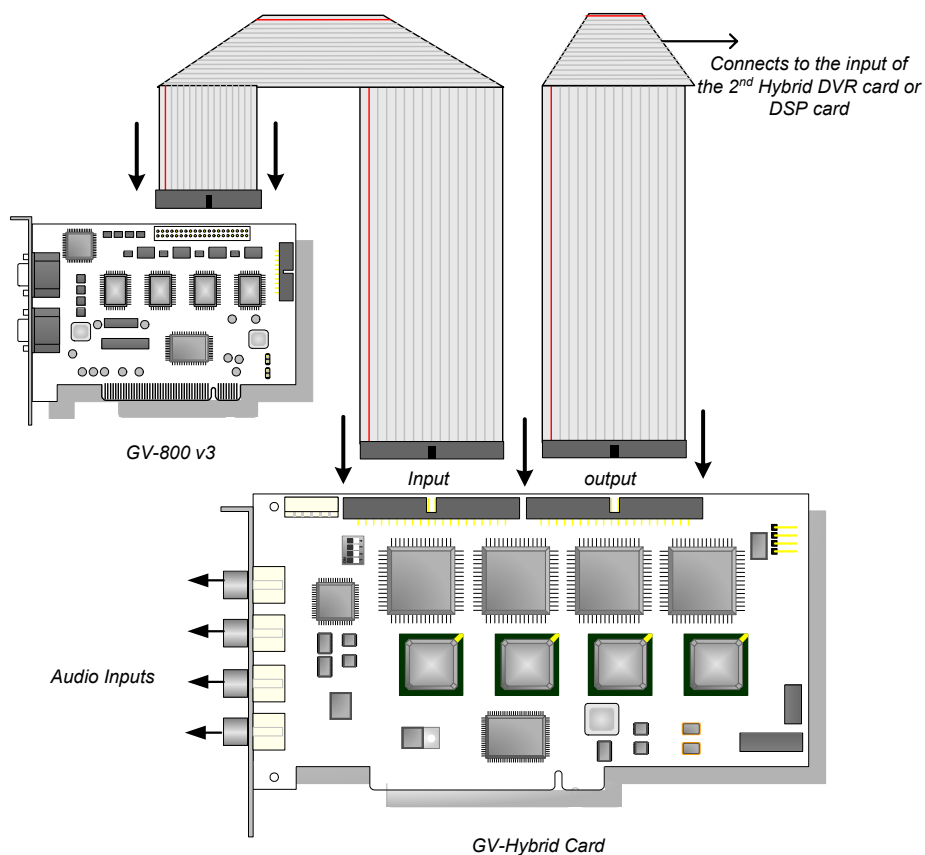 Connects to the input of
the 2nd Hybrid DVR card or
DSP card
GV-800 v3
Input
output
Audio Inputs
GV-Hybrid Card